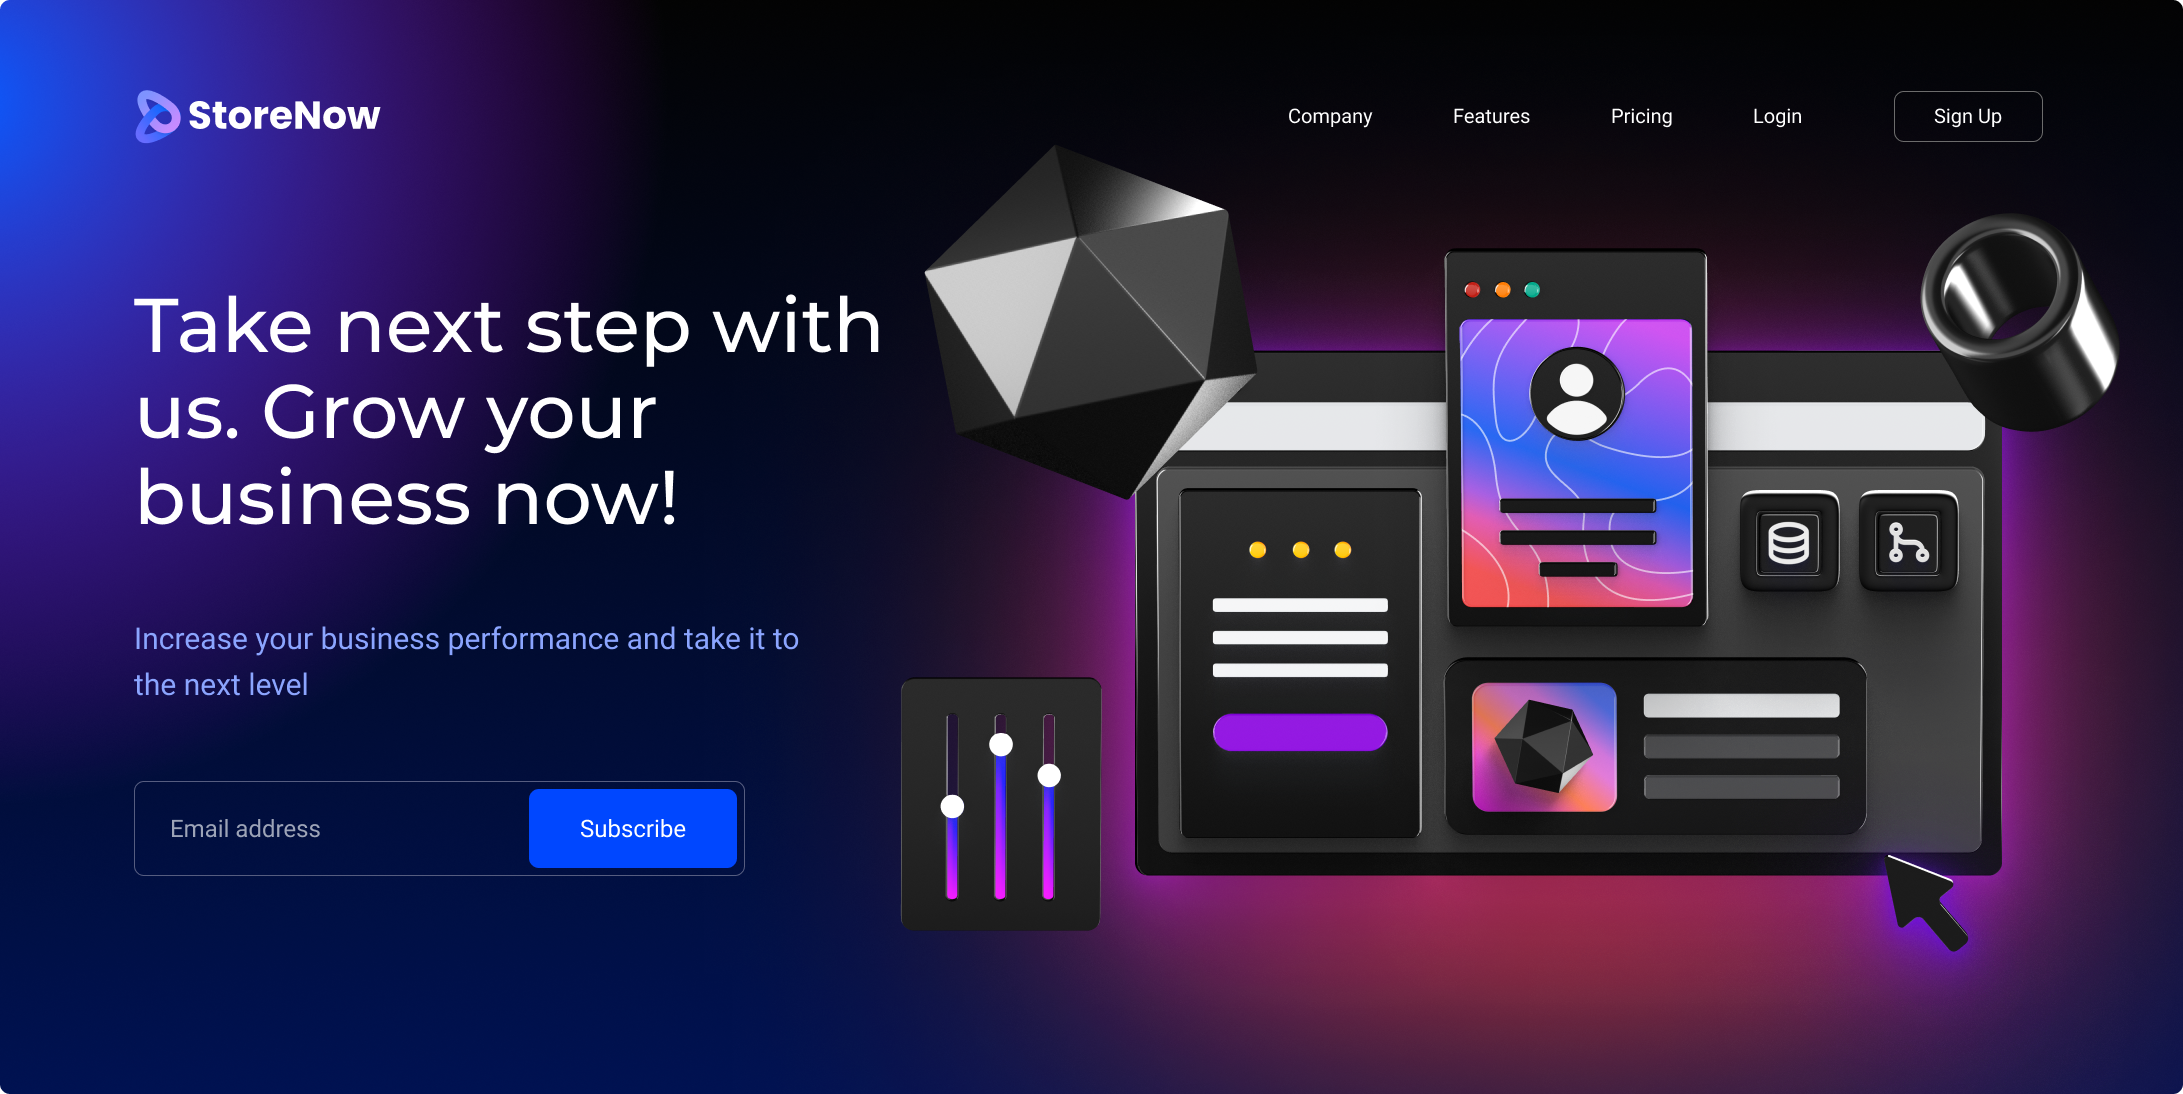 StoreNow
Company
Features
Pricing
Login
Sign Up
Take next step with
us. Grow your
business now!
Increase your business performance and take it to
the next level
Email address
Subscribe